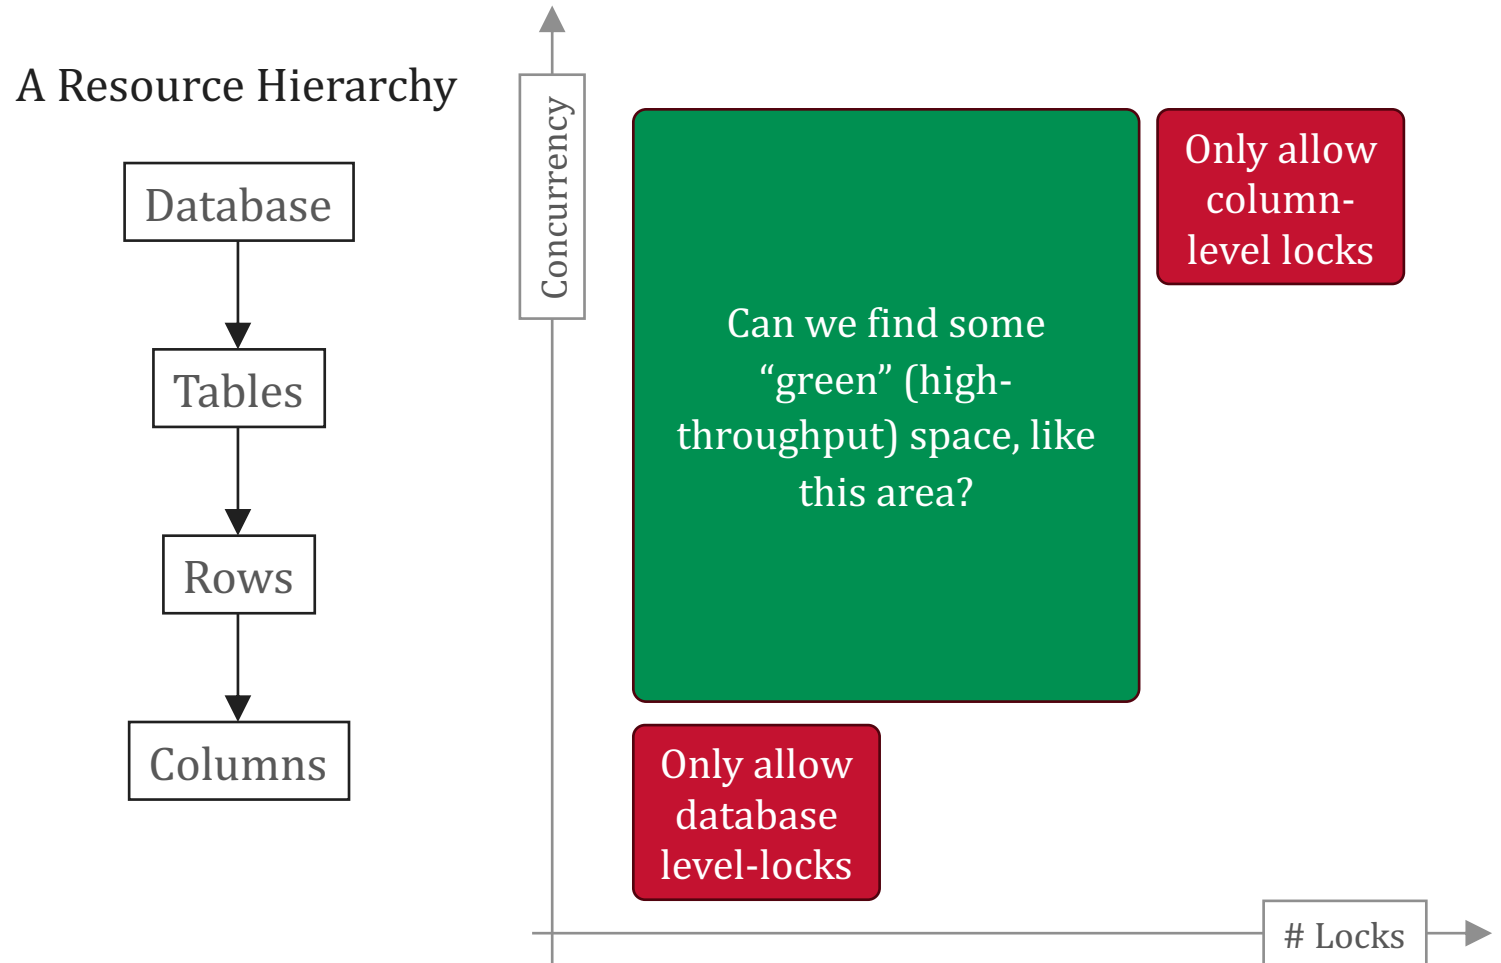 A Resource Hierarchy
Database
Tables
Rows
Columns
Concurrency
Can we find some
“green” (high-
throughput) space, like
this area?
Only allow
column-
level locks
Only allow
database
level-locks
# Locks